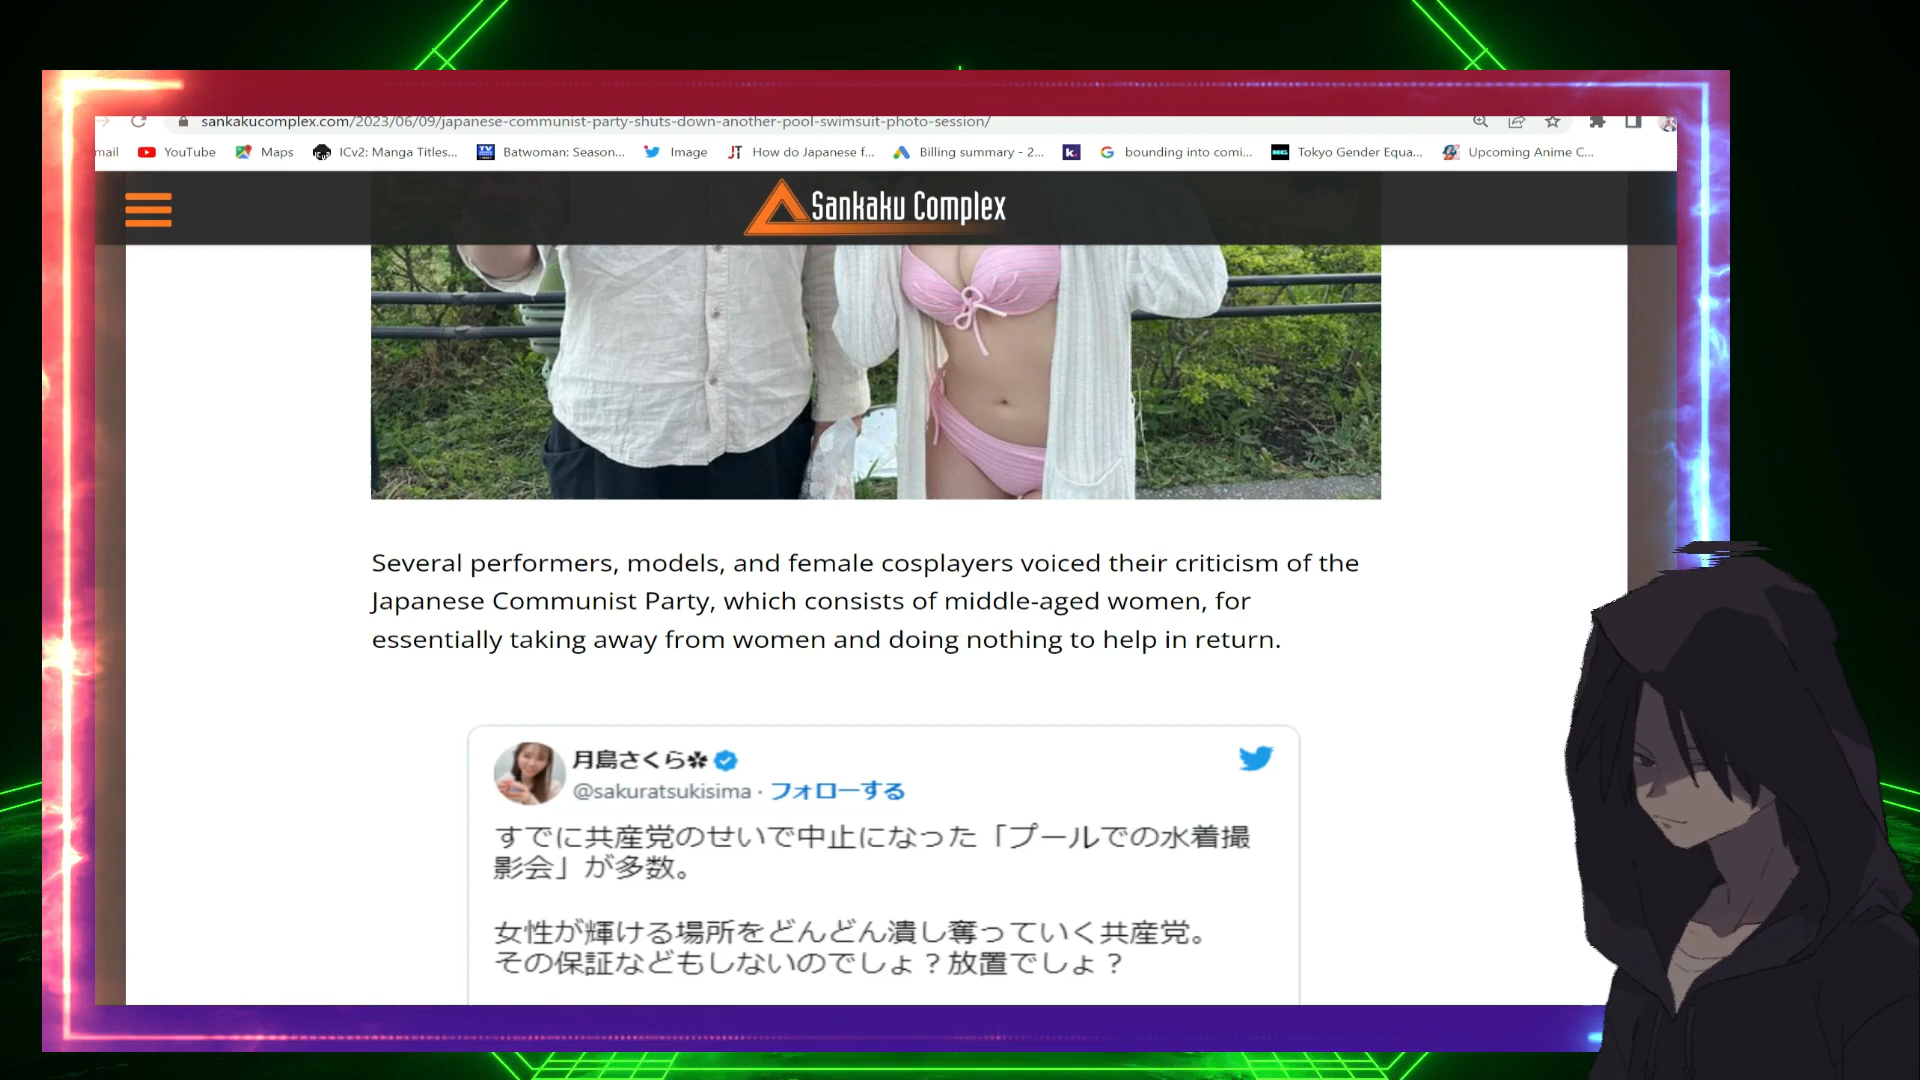 sankakucomplex.com/2023/06/09/japanese-communist-party-shuts-down-another-pool-swimsuit-photo-session/
mail YouTube Maps ICv2: Manga Titles... Batwoman: Season... Image How do Japanese f... Billing summary - 2... k. bounding into comi... Tokyo Gender Equa... Upcoming Anime C...
Sankaku Complex
Several performers, models, and female cosplayers voiced their criticism of the
Japanese Communist Party, which consists of middle-aged women, for
essentially taking away from women and doing nothing to help in return.
月島さくら✿
@sakuratsukisima · フォローする
すでに共産党のせいで中止になった「プールでの水着撮
影会」が多数。
女性が輝ける場所をどんどん潰し奪っていく共産党。
その保証などもしないのでしょ？放置でしょ？